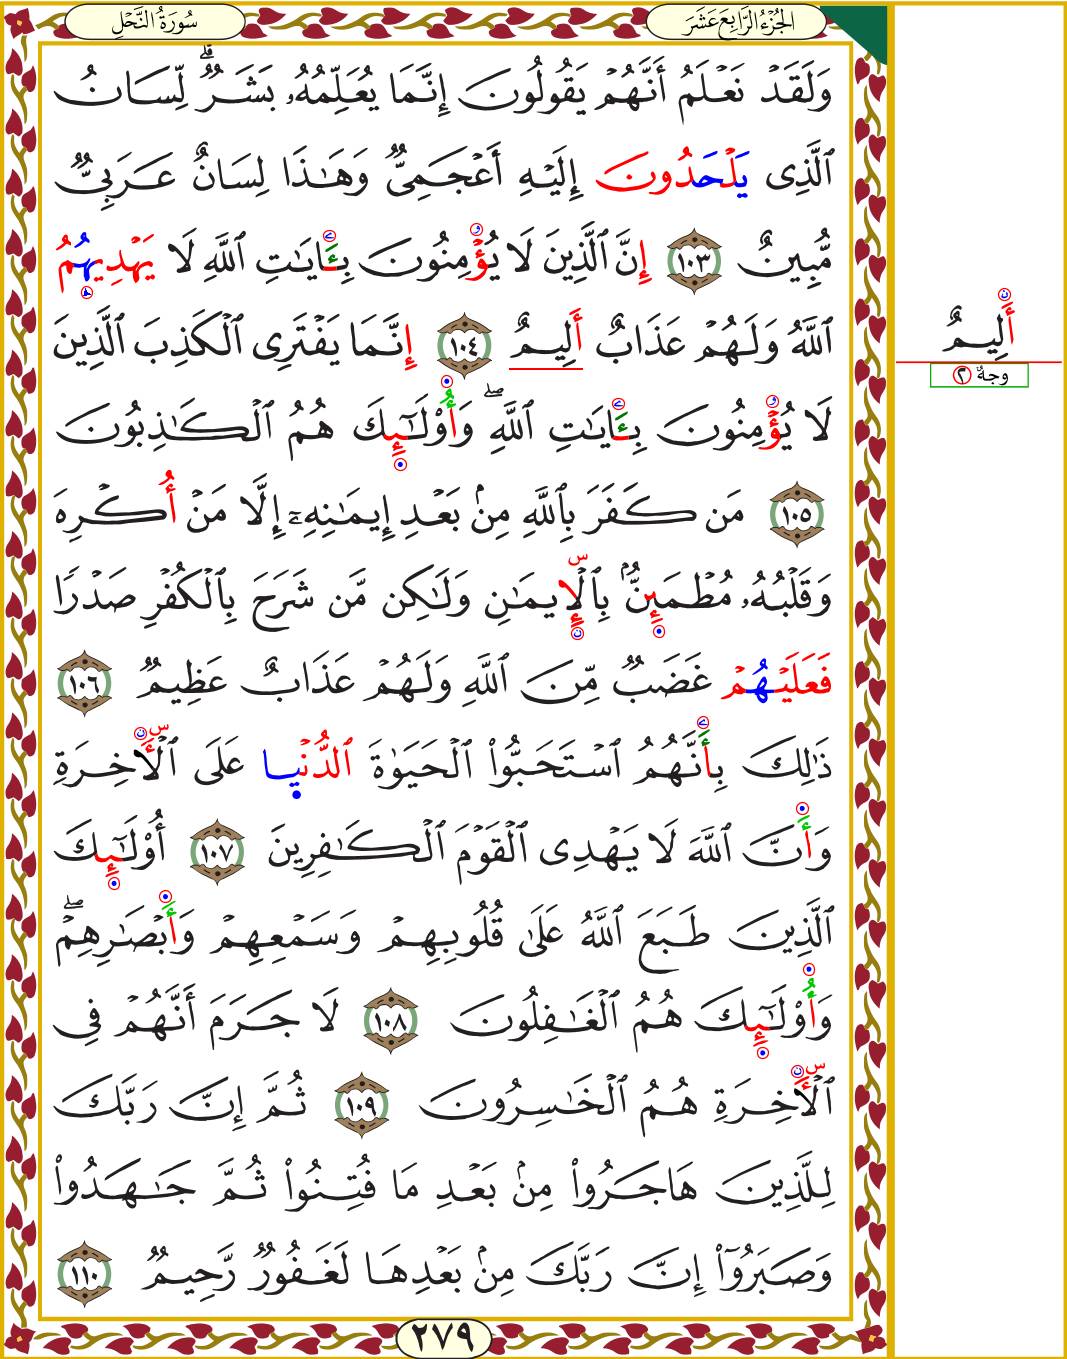 الجُزْءُ الرَّابِعَ عَشَرَ
سُورَةُ النَّحْلِ
وَلَقَدْ نَعْلَمُ أَنَّهُمْ يَقُولُونَ إِنَّمَا يُعَلِّمُهُۥ بَشَرٌ ۗ لِّسَانُ
ٱلَّذِى يَلْحَدُونَ إِلَيْهِ أَعْجَمِىٌّ وَهَـٰذَا لِسَانٌ عَرَبِىٌّ
مُّبِينٌ ١٠٣ إِنَّ ٱلَّذِينَ لَا يُؤْمِنُونَ بِـَٔايَـٰتِ ٱللَّهِ لَا يَهْدِيهُمُ
ٱللَّهُ وَلَهُمْ عَذَابٌ أَلِيمٌ ١٠٤ إِنَّمَا يَفْتَرِى ٱلْكَذِبَ ٱلَّذِينَ
لَا يُؤْمِنُونَ بِـَٔايَـٰتِ ٱللَّهِ ۖ وَأُو۟لَـٰٓئِكَ هُمُ ٱلْكَـٰذِبُونَ
١٠٥ مَن كَفَرَ بِٱللَّهِ مِنۢ بَعْدِ إِيمَـٰنِهِۦٓ إِلَّا مَنْ أُكْرِهَ
وَقَلْبُهُۥ مُطْمَئِنٌّۢ بِٱلْإِيمَـٰنِ وَلَـٰكِن مَّن شَرَحَ بِٱلْكُفْرِ صَدْرًا
فَعَلَيْهُمْ غَضَبٌ مِّنَ ٱللَّهِ وَلَهُمْ عَذَابٌ عَظِيمٌ ١٠٦
ذَٰلِكَ بِأَنَّهُمُ ٱسْتَحَبُّوا۟ ٱلْحَيَوٰةَ ٱلدُّنْيـا عَلَى ٱلْـَٔاخِرَةِ
وَأَنَّ ٱللَّهَ لَا يَهْدِى ٱلْقَوْمَ ٱلْكَـٰفِرِينَ ١٠٧ أُو۟لَـٰٓئِكَ
ٱلَّذِينَ طَبَعَ ٱللَّهُ عَلَىٰ قُلُوبِهِمْ وَسَمْعِهِمْ وَأَبْصَـٰرِهِمْ ۖ
وَأُو۟لَـٰٓئِكَ هُمُ ٱلْغَـٰفِلُونَ ١٠٨ لَا جَرَمَ أَنَّهُمْ فِى
ٱلْـَٔاخِرَةِ هُمُ ٱلْخَـٰسِرُونَ ١٠٩ ثُمَّ إِنَّ رَبَّكَ
لِلَّذِينَ هَاجَرُوا۟ مِنۢ بَعْدِ مَا فُتِنُوا۟ ثُمَّ جَـٰهَدُوا۟
وَصَبَرُوٓا۟ إِنَّ رَبَّكَ مِنۢ بَعْدِهَا لَغَفُورٌ رَّحِيمٌ ١١٠
٢٧٩
أَلِيمٌ
وجهٌ ٢